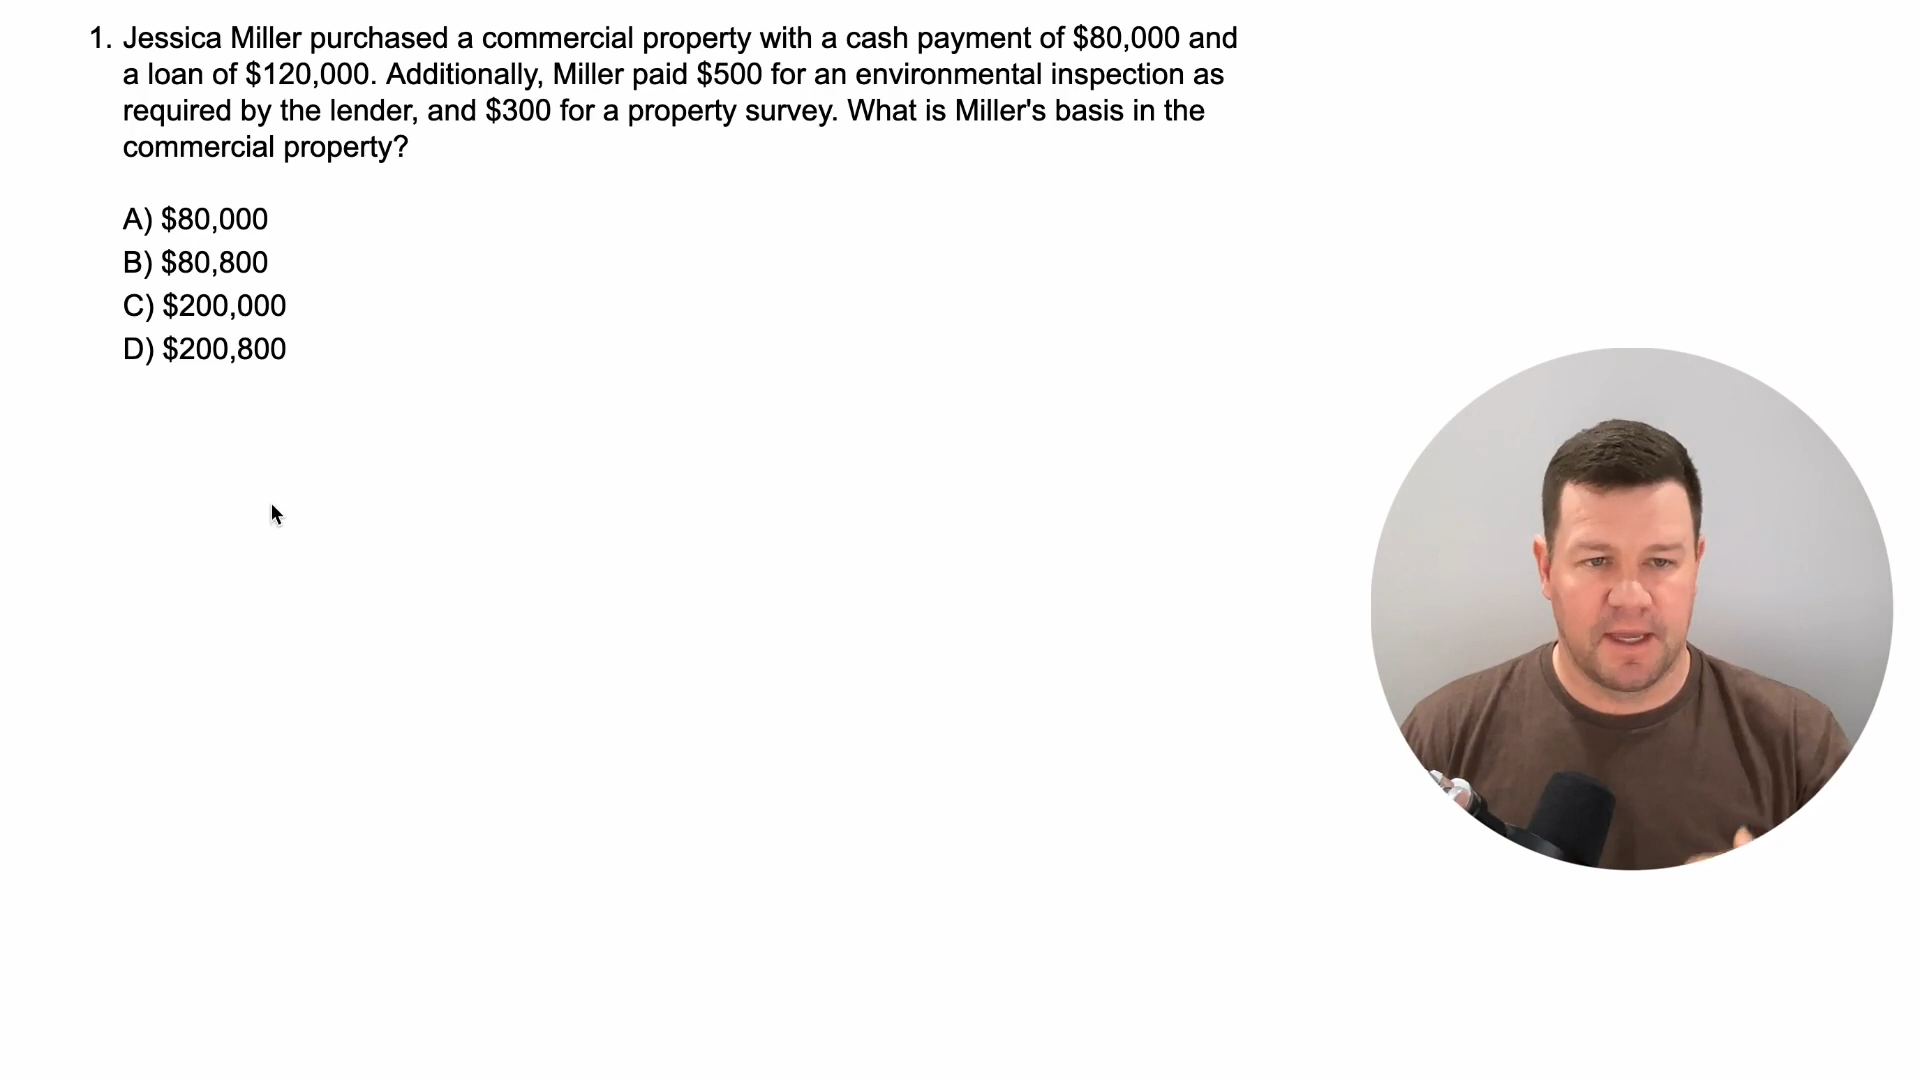 1. Jessica Miller purchased a commercial property with a cash payment of $80,000 and
a loan of $120,000. Additionally, Miller paid $500 for an environmental inspection as
required by the lender, and $300 for a property survey. What is Miller's basis in the
commercial property?
A) $80,000
B) $80,800
C) $200,000
D) $200,800